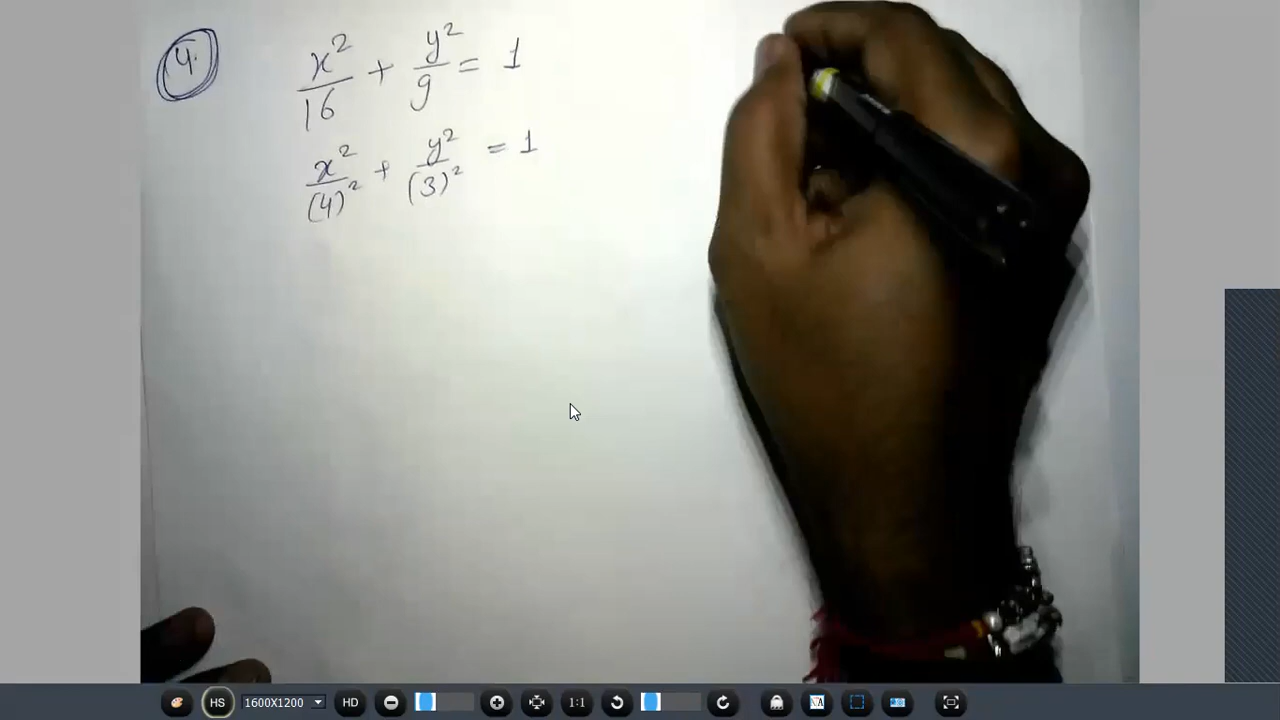 4.
x²/16 + y²/9 = 1
x²/(4)² + y²/(3)² = 1
HS 1600X1200 HD 1:1